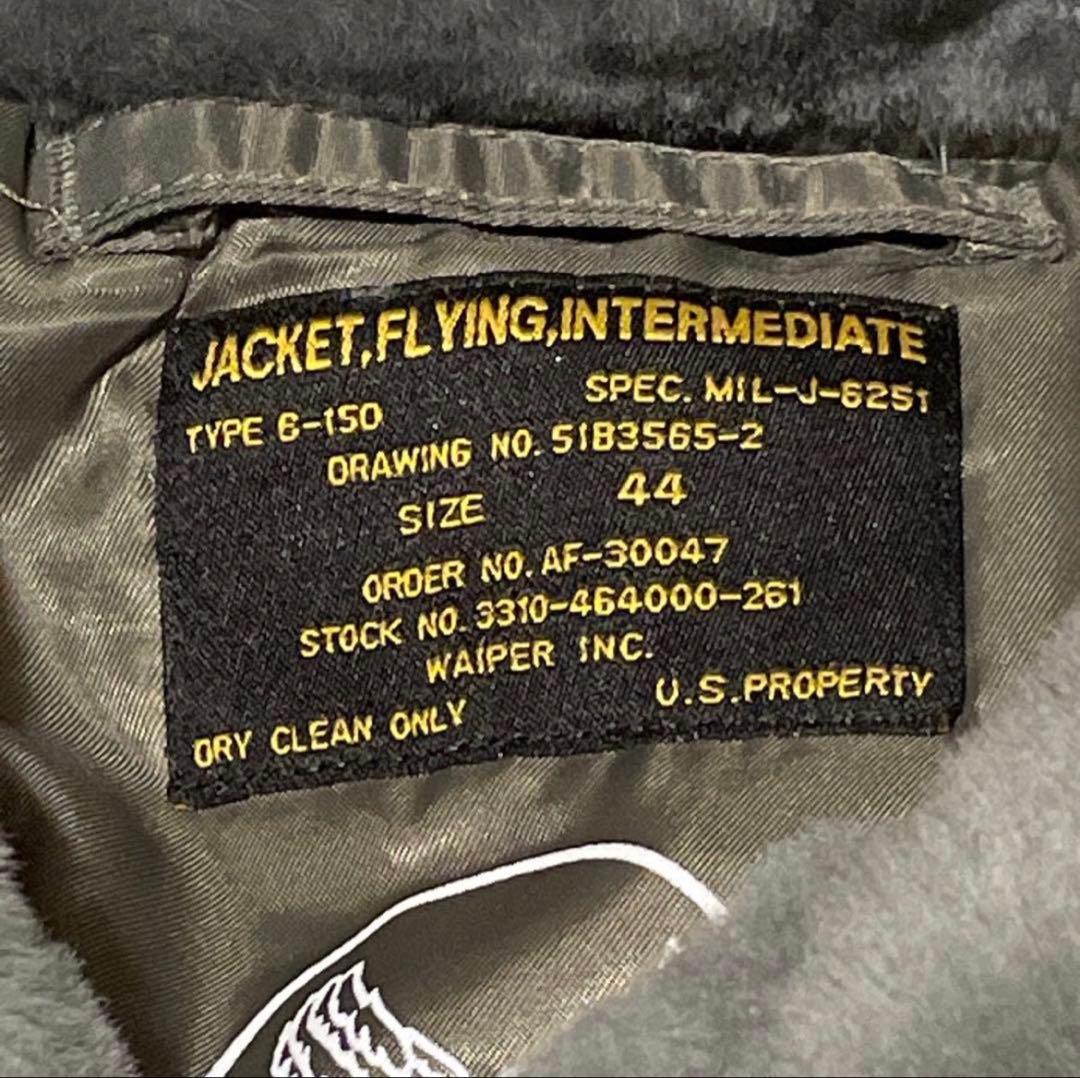 JACKET,FLYING,INTERMEDIATE
SPEC. MIL-J-6251
TYPE G-150
DRAWING NO. 51B3565-2
SIZE 44
ORDER NO. AF-30047
STOCK NO. 3310-464000-261
WAIPER INC.
U.S.PROPERTY
DRY CLEAN ONLY